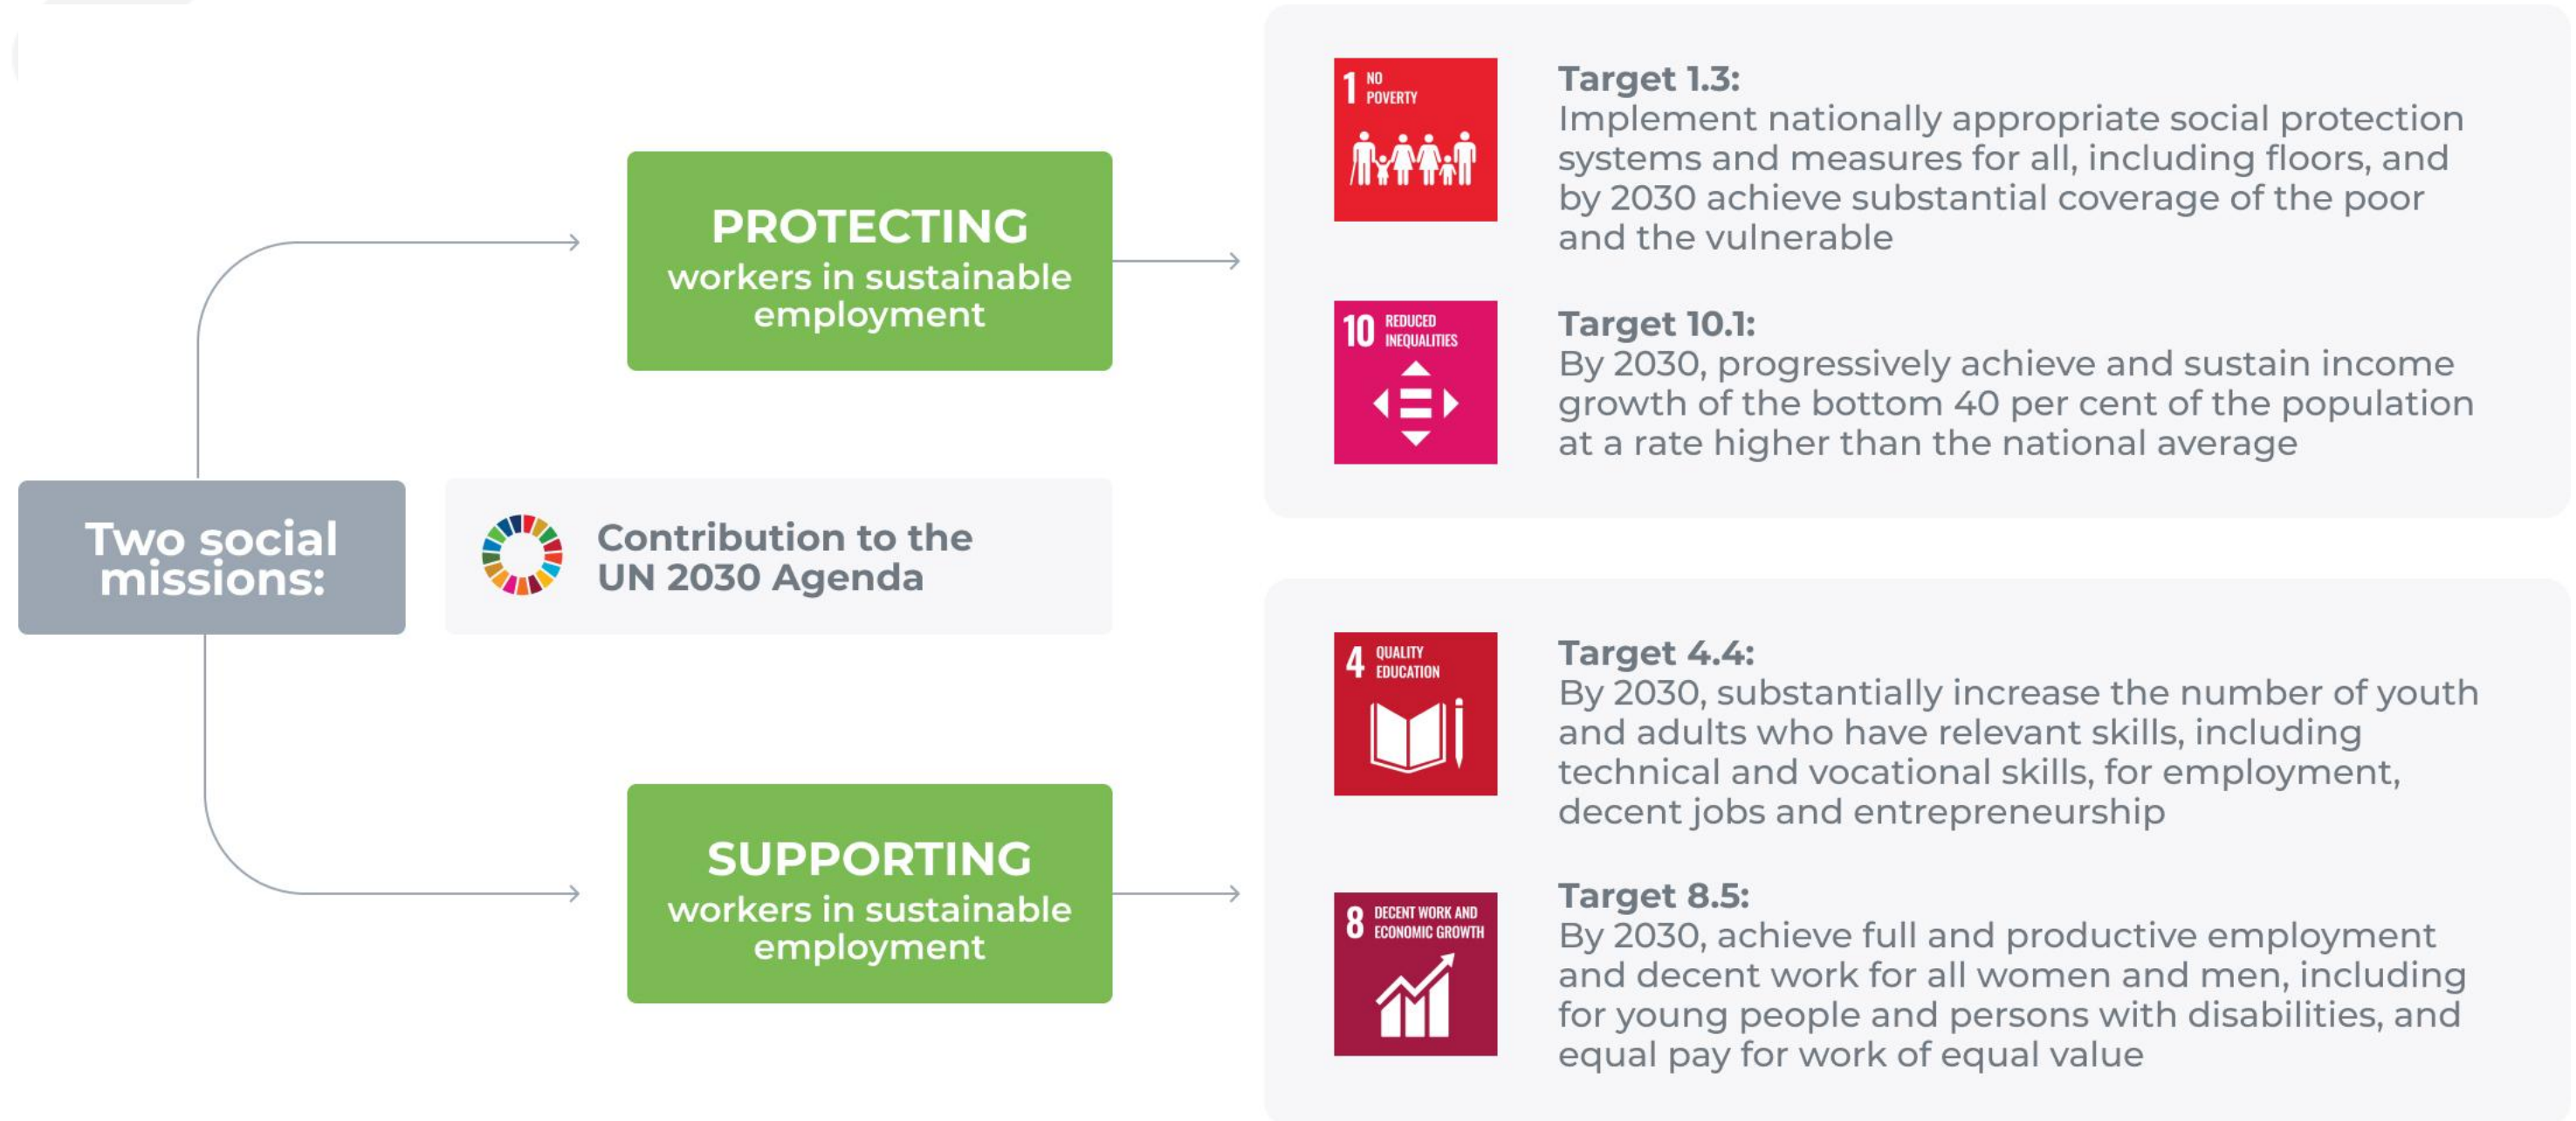 Two social
missions:
Contribution to the
UN 2030 Agenda
PROTECTING
workers in sustainable
employment
1 NO
POVERTY
Target 1.3:
Implement nationally appropriate social protection
systems and measures for all, including floors, and
by 2030 achieve substantial coverage of the poor
and the vulnerable
10 REDUCED
INEQUALITIES
Target 10.1:
By 2030, progressively achieve and sustain income
growth of the bottom 40 per cent of the population
at a rate higher than the national average
SUPPORTING
workers in sustainable
employment
4 QUALITY
EDUCATION
Target 4.4:
By 2030, substantially increase the number of youth
and adults who have relevant skills, including
technical and vocational skills, for employment,
decent jobs and entrepreneurship
8 DECENT WORK AND
ECONOMIC GROWTH
Target 8.5:
By 2030, achieve full and productive employment
and decent work for all women and men, including
for young people and persons with disabilities, and
equal pay for work of equal value